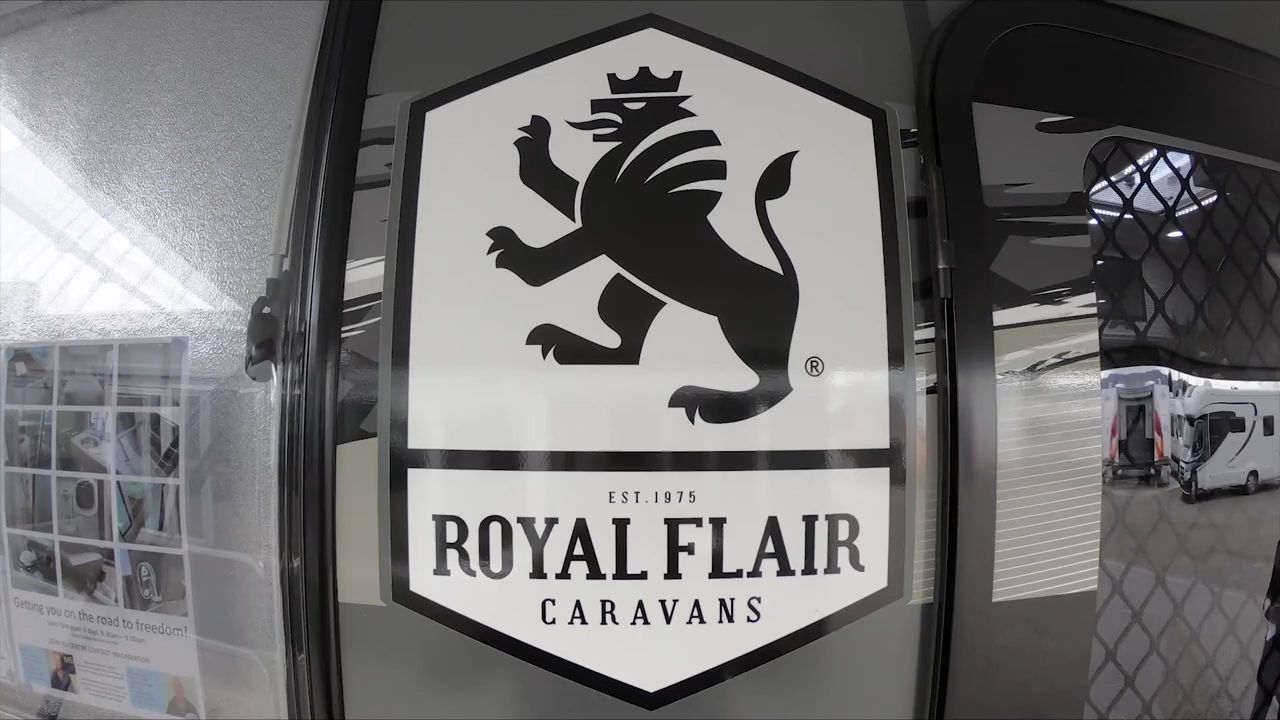 ®
EST.1975
ROYAL FLAIR
CARAVANS
Getting you on the road to freedom!